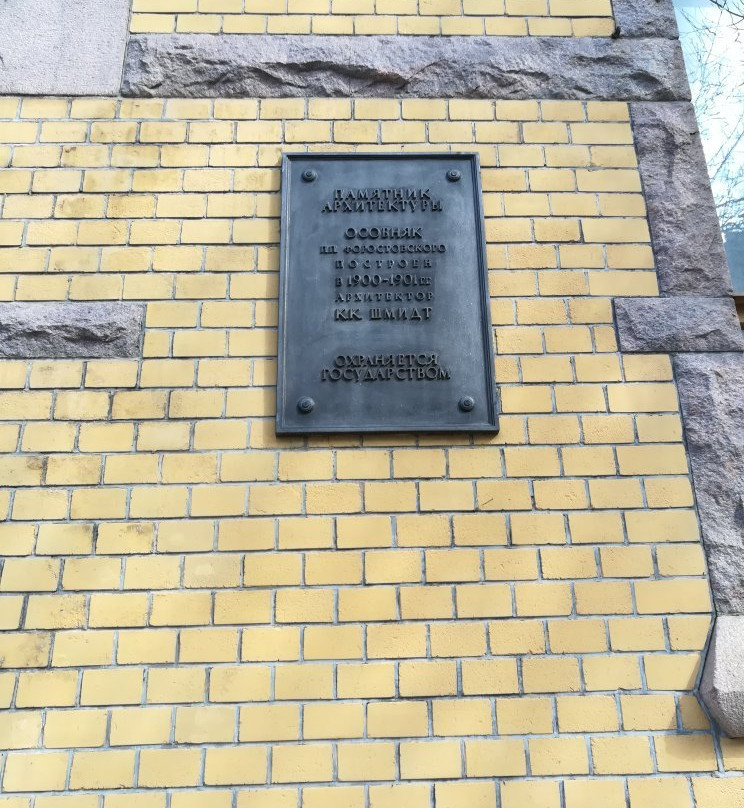 ПАМЯТНИК
АРХИТЕКТУРЫ
ОСОБНЯК
П.П. ФОРОСТОВСКОГО
ПОСТРОЕН
В 1900-1901 ГГ
АРХИТЕКТОР
К.К. ШМИДТ
ОХРАНЯЕТСЯ
ГОСУДАРСТВОМ